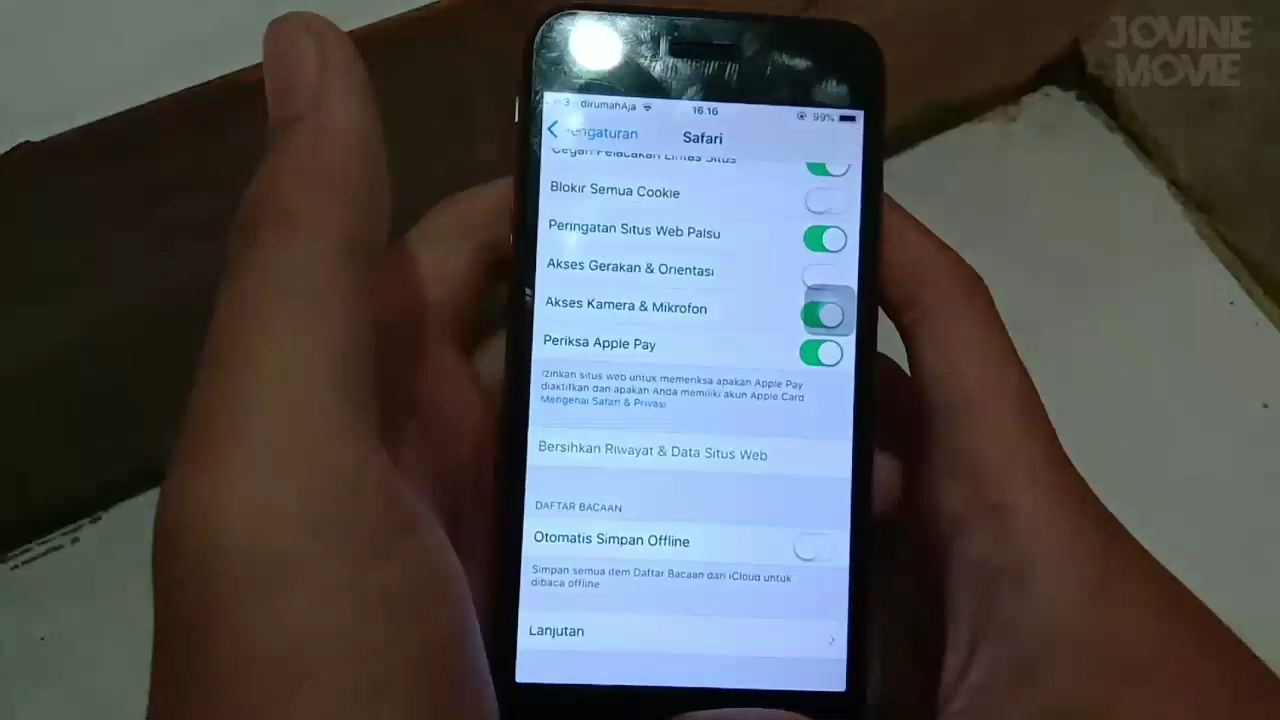 JOVINE
MOVIE
3 dirumahAja 16.16 99%
Pengaturan Safari
Cegah Pelacakan Lintas Situs
Blokir Semua Cookie
Peringatan Situs Web Palsu
Akses Gerakan & Orientasi
Akses Kamera & Mikrofon
Periksa Apple Pay
Izinkan situs web untuk memeriksa apakah Apple Pay
diaktifkan dan apakah Anda memiliki akun Apple Card
Mengenai Safari & Privasi
Bersihkan Riwayat & Data Situs Web
DAFTAR BACAAN
Otomatis Simpan Offline
Simpan semua item Daftar Bacaan dari iCloud untuk
dibaca offline
Lanjutan